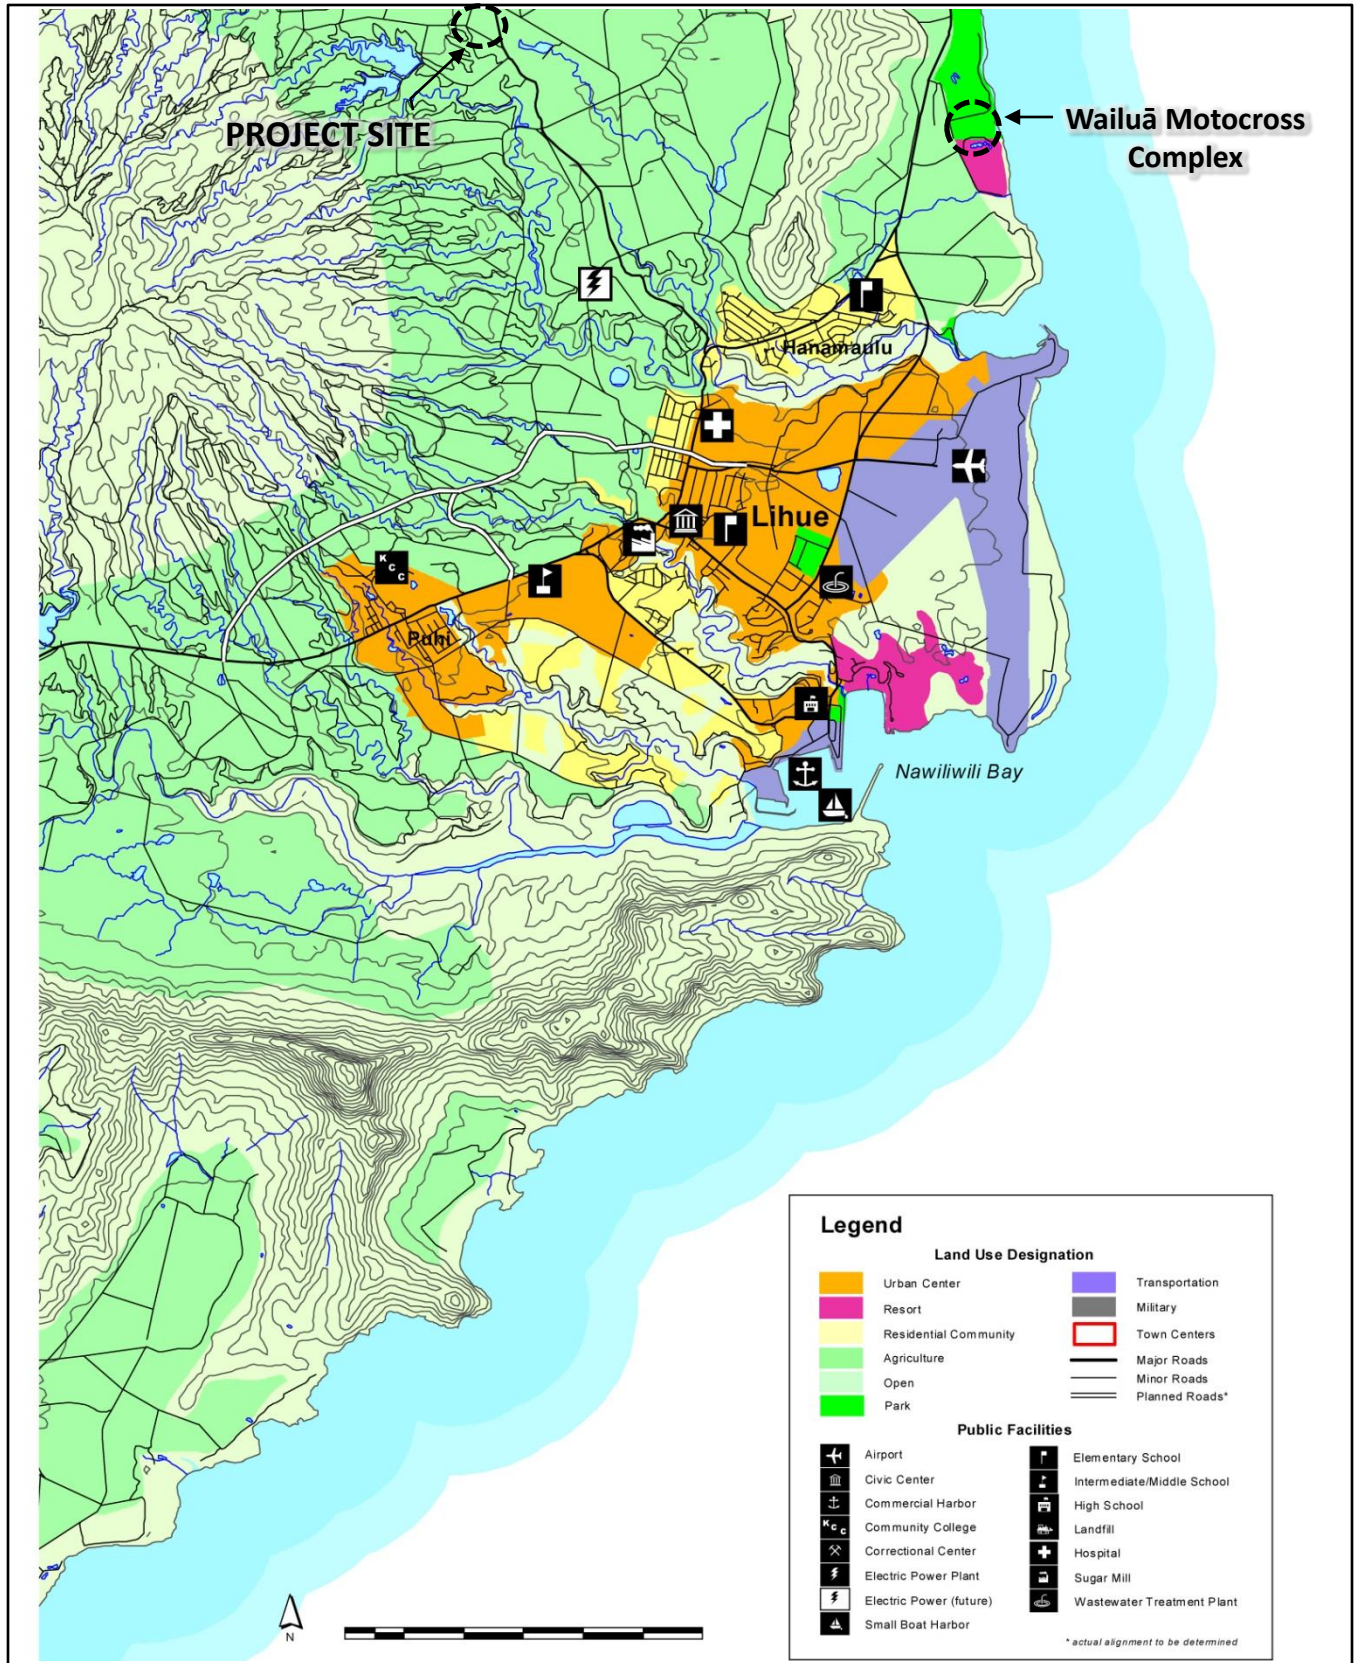 PROJECT SITE
Wailuā Motocross
Complex
Hanamaulu
Lihue
K
C
C
Puhi
Nawiliwili Bay
Legend
Land Use Designation
Urban Center
Resort
Residential Community
Agriculture
Open
Park
Transportation
Military
Town Centers
Major Roads
Minor Roads
Planned Roads*
Public Facilities
Airport
Civic Center
Commercial Harbor
K C C
Community College
Correctional Center
Electric Power Plant
Electric Power (future)
Small Boat Harbor
Elementary School
Intermediate/Middle School
High School
Landfill
Hospital
Sugar Mill
Wastewater Treatment Plant
* actual alignment to be determined
N